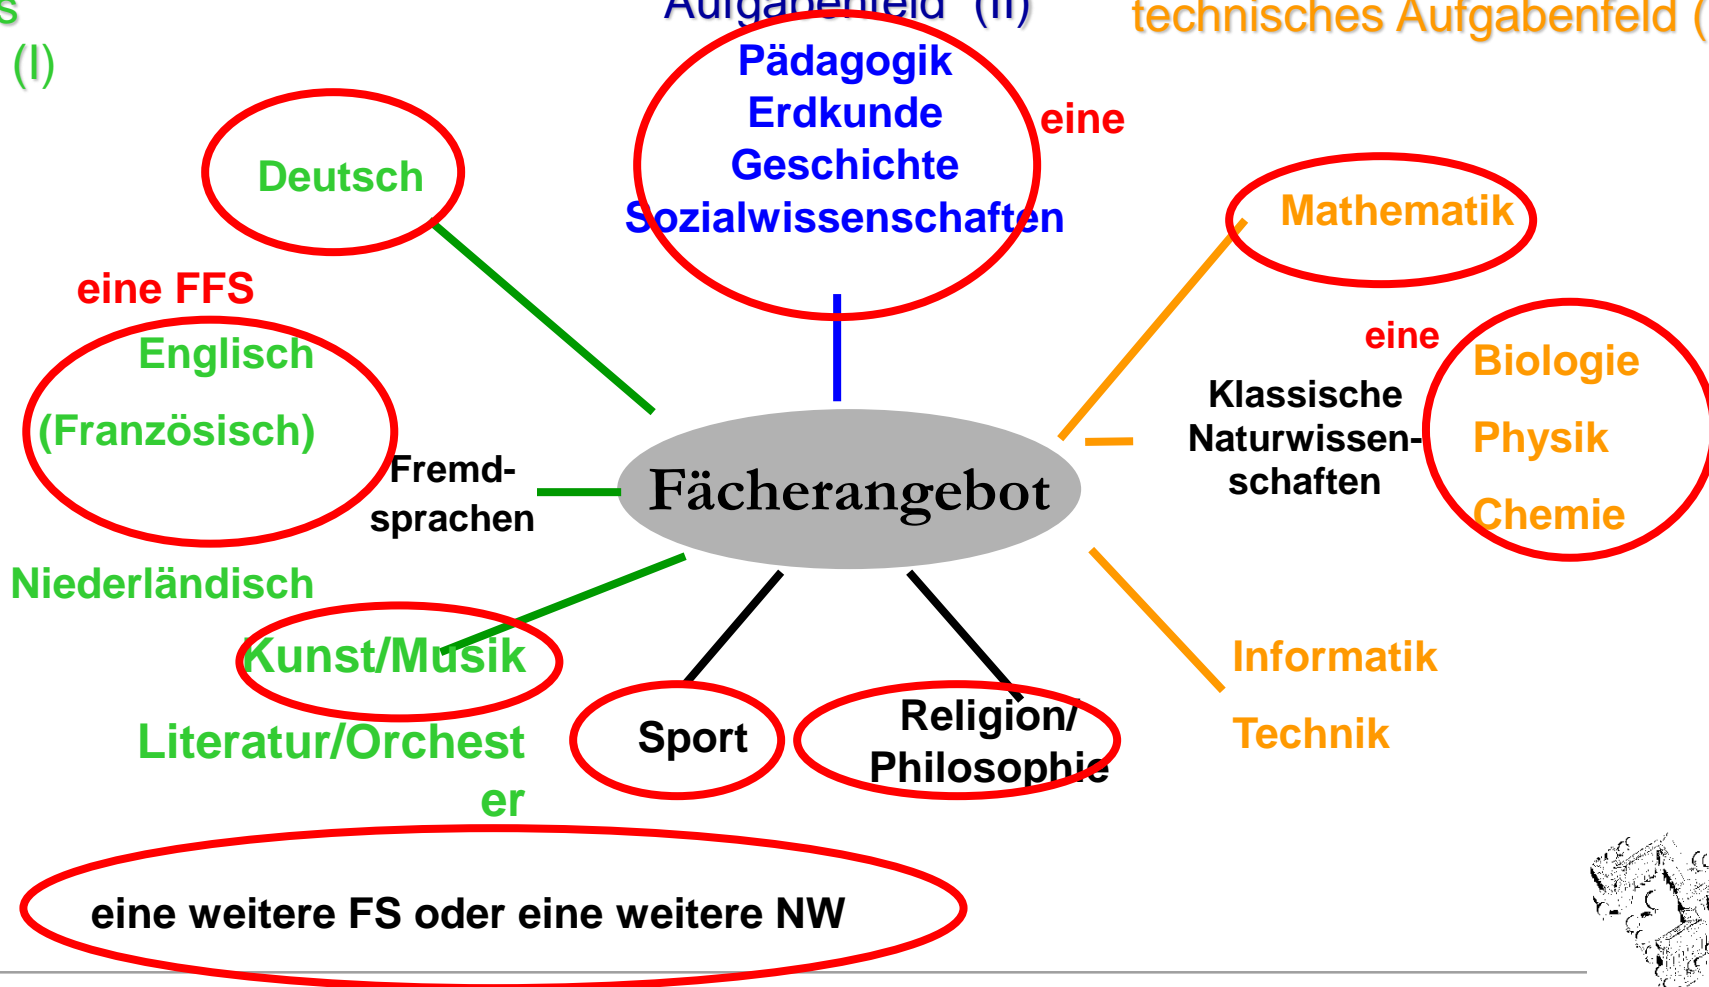 s
(I)
Aufgabenfeld (II)
technisches Aufgabenfeld (
Pädagogik
Erdkunde
Geschichte
Sozialwissenschaften
eine
Deutsch
Mathematik
eine FFS
Englisch
(Französisch)
eine
Klassische
Naturwissen-
schaften
Biologie
Physik
Chemie
Fremd-
sprachen
Fächerangebot
Niederländisch
Kunst/Musik
Literatur/Orchest
er
Sport
Religion/
Philosophie
Informatik
Technik
eine weitere FS oder eine weitere NW